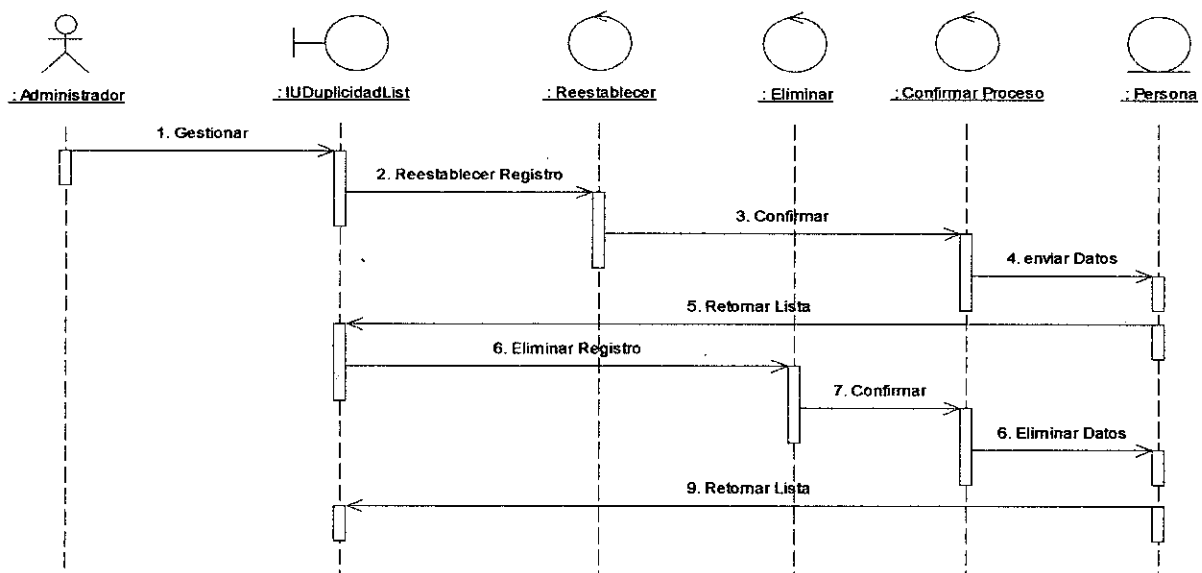 : Administrador
: IUDuplicidadList
: Reestablecer
: Eliminar
: Confirmar Proceso
: Persona
1. Gestionar
2. Reestablecer Registro
3. Confirmar
4. enviar Datos
5. Retornar Lista
6. Eliminar Registro
7. Confirmar
6. Eliminar Datos
9. Retornar Lista